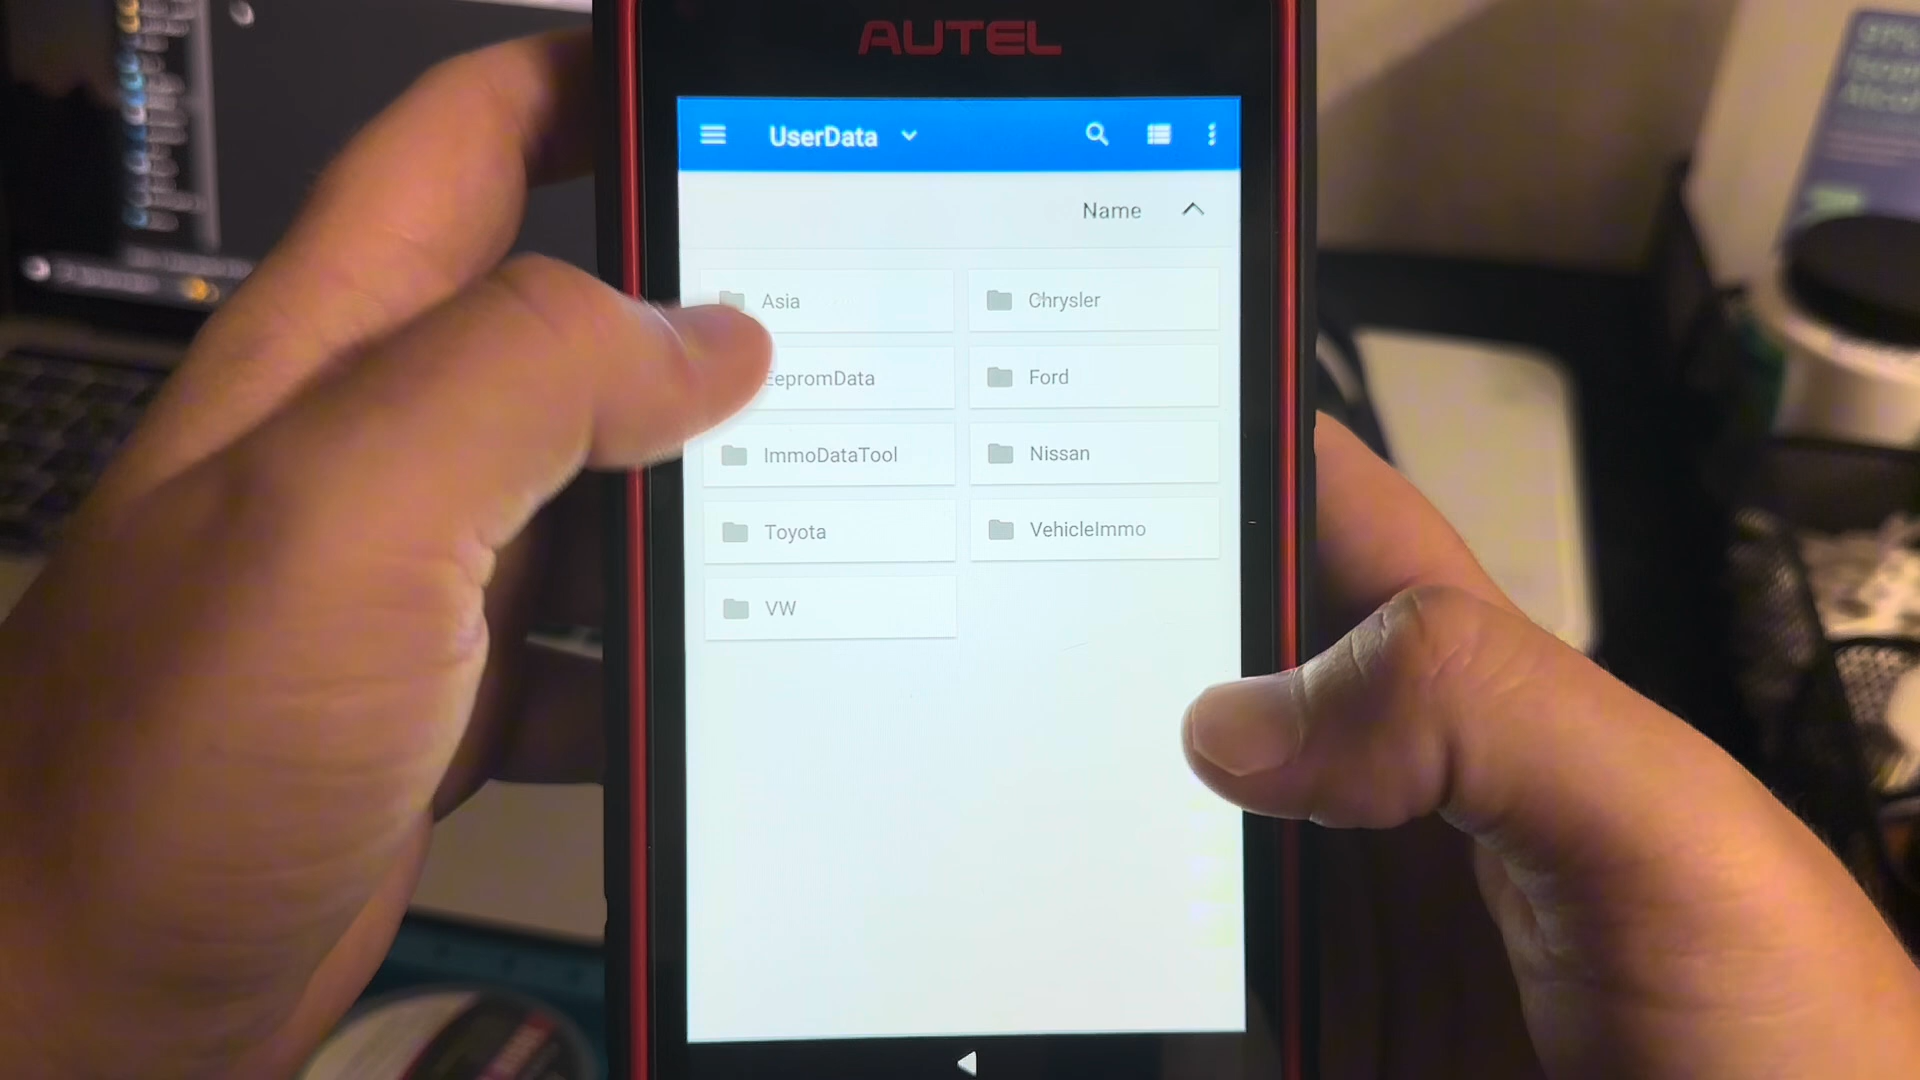 AUTEL
UserData
Name
Asia
Chrysler
EepromData
Ford
ImmoDataTool
Nissan
Toyota
VehicleImmo
VW